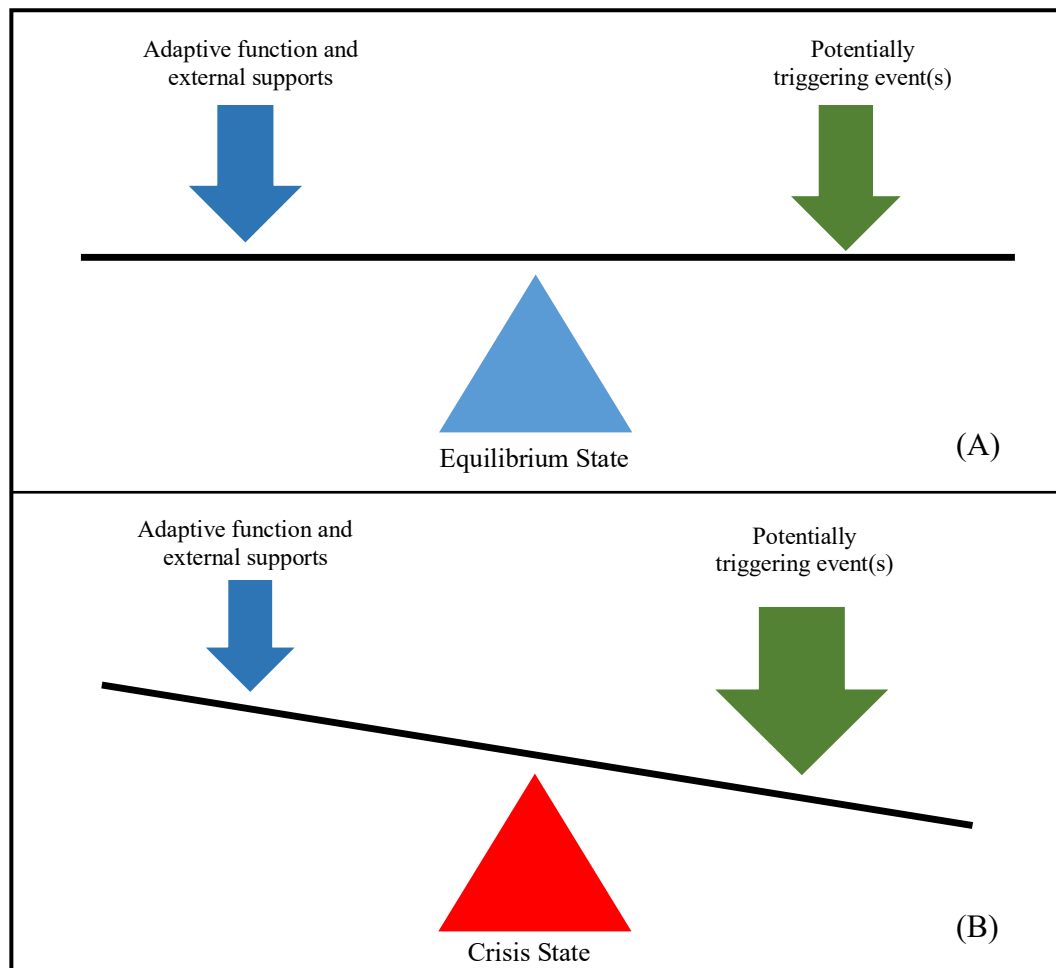 Adaptive function and
external supports
Potentially
triggering event(s)
Equilibrium State
(A)
Adaptive function and
external supports
Potentially
triggering event(s)
Crisis State
(B)